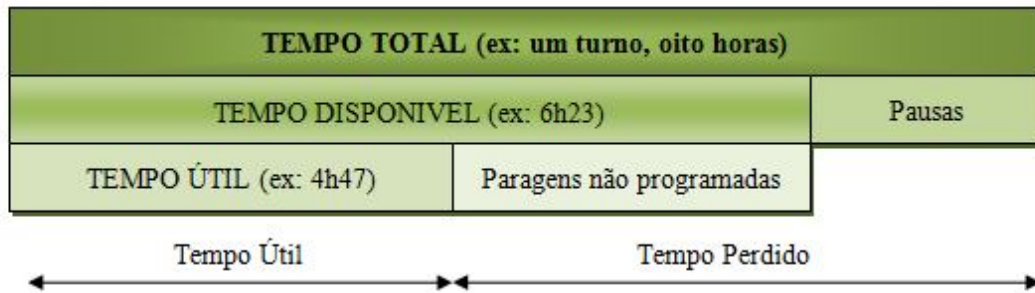 TEMPO TOTAL (ex: um turno, oito horas)
TEMPO DISPONIVEL (ex: 6h23)
Pausas
TEMPO ÚTIL (ex: 4h47)
Paragens não programadas
Tempo Útil
Tempo Perdido